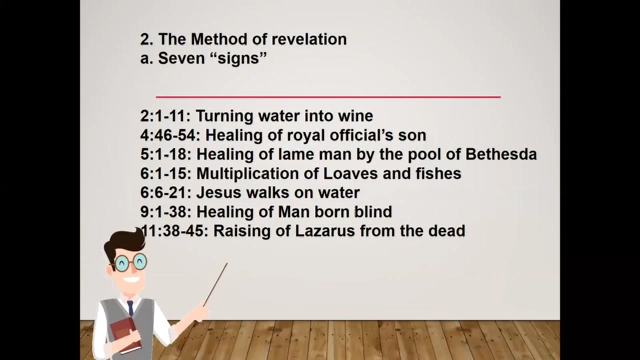 2. The Method of revelation
a. Seven “signs”
2:1-11: Turning water into wine
4:46-54: Healing of royal official’s son
5:1-18: Healing of lame man by the pool of Bethesda
6:1-15: Multiplication of Loaves and fishes
6:6-21: Jesus walks on water
9:1-38: Healing of Man born blind
11:38-45: Raising of Lazarus from the dead